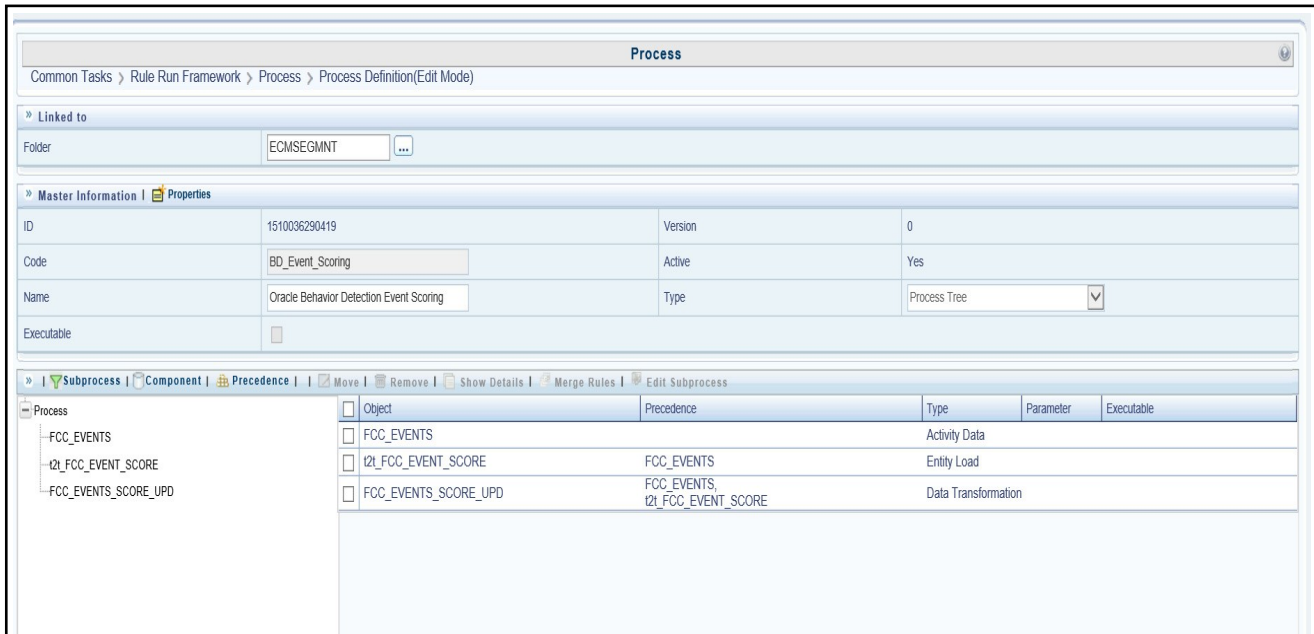 Process
Common Tasks > Rule Run Framework > Process > Process Definition(Edit Mode)
» Linked to
Folder ECMSEGMNT ...
» Master Information | Properties
ID 1510036290419 Version 0
Code BD_Event_Scoring Active Yes
Name Oracle Behavior Detection Event Scoring Type Process Tree
Executable
» | Subprocess | Component | Precedence | | Move | Remove | Show Details | Merge Rules | Edit Subprocess
Process
FCC_EVENTS
t2t_FCC_EVENT_SCORE
FCC_EVENTS_SCORE_UPD
Object Precedence Type Parameter Executable
FCC_EVENTS Activity Data
t2t_FCC_EVENT_SCORE FCC_EVENTS Entity Load
FCC_EVENTS_SCORE_UPD FCC_EVENTS, Data Transformation
t2t_FCC_EVENT_SCORE